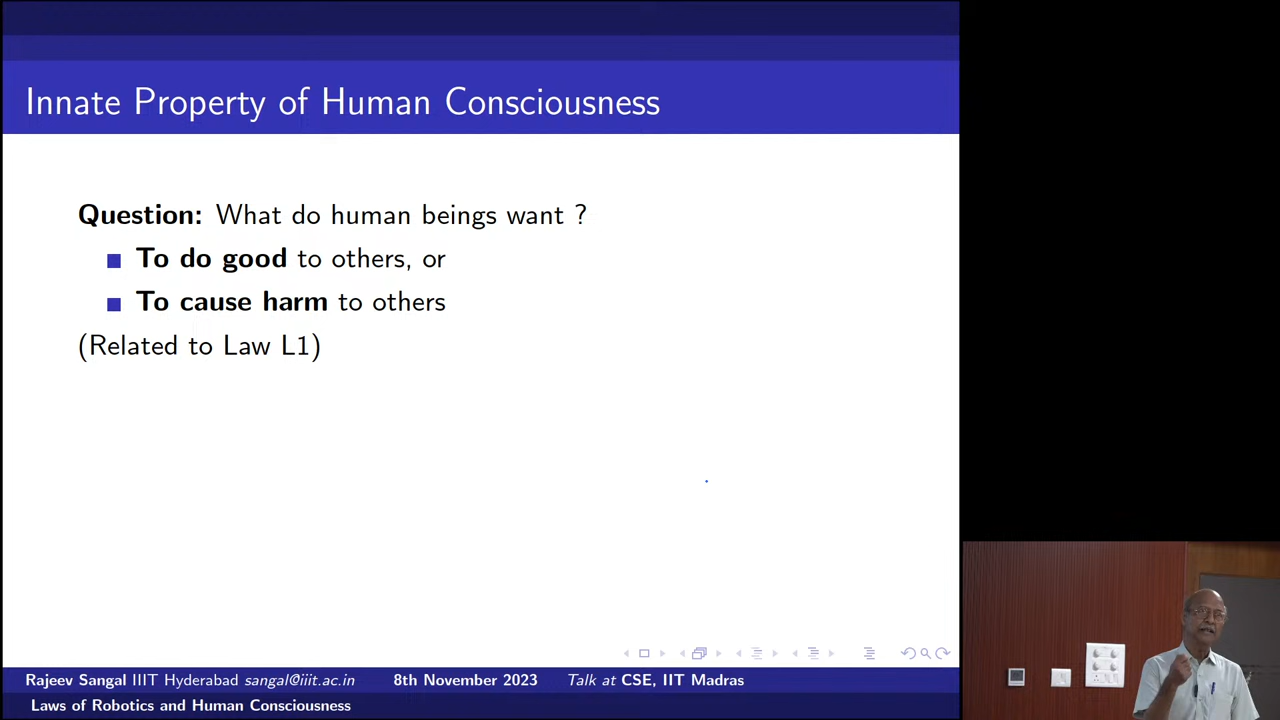 Innate Property of Human Consciousness
Question: What do human beings want ?
To do good to others, or
To cause harm to others
(Related to Law L1)
Rajeev Sangal IIIT Hyderabad sangal@iiit.ac.in 8th November 2023 Talk at CSE, IIT Madras
Laws of Robotics and Human Consciousness